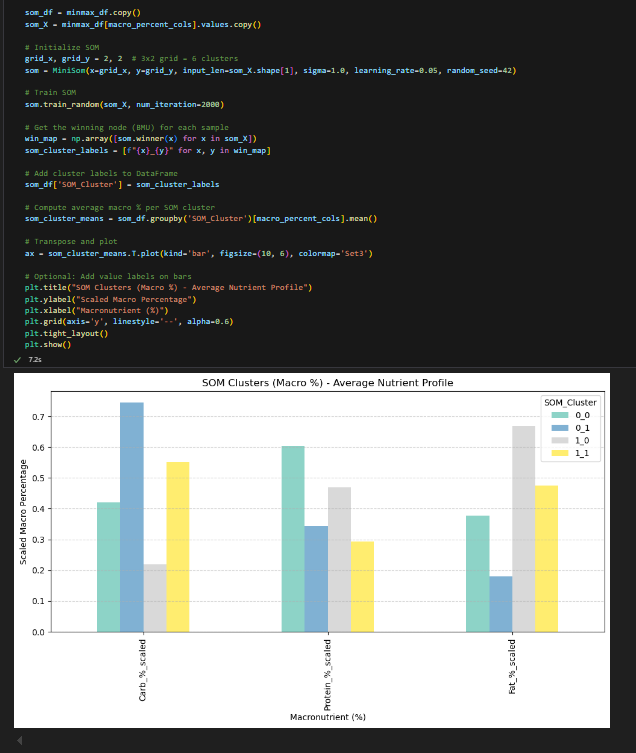 som_df = minmax_df.copy()
som_X = minmax_df[macro_percent_cols].values.copy()
# Initialize SOM
grid_x, grid_y = 2, 2  # 3x2 grid = 6 clusters
som = MiniSom(x=grid_x, y=grid_y, input_len=som_X.shape[1], sigma=1.0, learning_rate=0.05, random_seed=42)
# Train SOM
som.train_random(som_X, num_iteration=2000)
# Get the winning node (BMU) for each sample
win_map = np.array([som.winner(x) for x in som_X])
som_cluster_labels = [f"{x}_{y}" for x, y in win_map]
# Add cluster labels to DataFrame
som_df['SOM_Cluster'] = som_cluster_labels
# Compute average macro % per SOM cluster
som_cluster_means = som_df.groupby('SOM_Cluster')[macro_percent_cols].mean()
# Transpose and plot
ax = som_cluster_means.T.plot(kind='bar', figsize=(10, 6), colormap='Set3')
# Optional: Add value labels on bars
plt.title("SOM Clusters (Macro %) - Average Nutrient Profile")
plt.ylabel("Scaled Macro Percentage")
plt.xlabel("Macronutrient (%)")
plt.grid(axis='y', linestyle='--', alpha=0.6)
plt.tight_layout()
plt.show()
7.2s
SOM Clusters (Macro %) - Average Nutrient Profile
SOM_Cluster
0_0
0_1
1_0
1_1
Scaled Macro Percentage
0.7
0.6
0.5
0.4
0.3
0.2
0.1
0.0
Carb_%_scaled
Protein_%_scaled
Fat_%_scaled
Macronutrient (%)